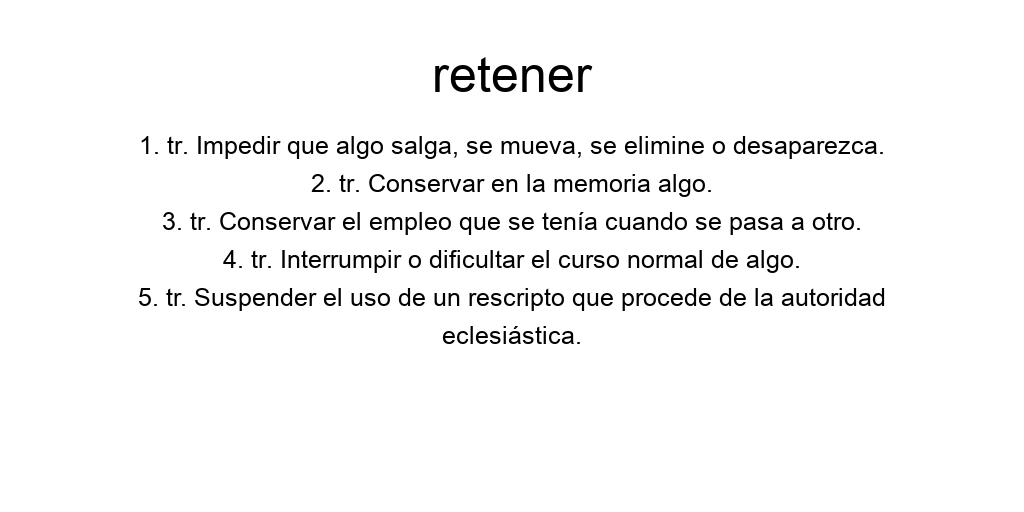 retener
1. tr. Impedir que algo salga, se mueva, se elimine o desaparezca.
2. tr. Conservar en la memoria algo.
3. tr. Conservar el empleo que se tenía cuando se pasa a otro.
4. tr. Interrumpir o dificultar el curso normal de algo.
5. tr. Suspender el uso de un rescripto que procede de la autoridad
eclesiástica.